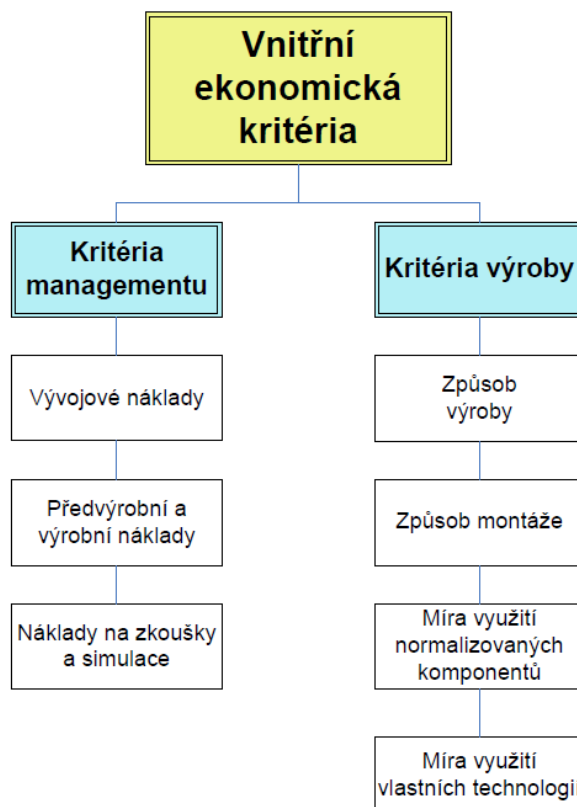 Vnitřní
ekonomická
kritéria
Kritéria
managementu
Vývojové náklady
Předvýrobní a
výrobní náklady
Náklady na zkoušky
a simulace
Kritéria výroby
Způsob
výroby
Způsob montáže
Míra využití
normalizovaných
komponentů
Míra využití
vlastních technologií